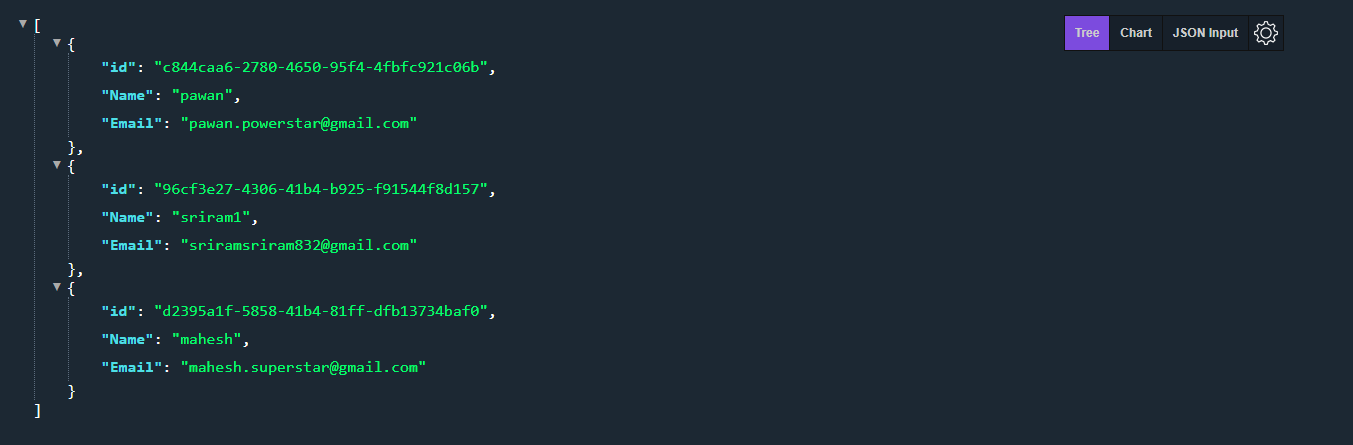 [
{
"id": "c844caa6-2780-4650-95f4-4fbfc921c06b",
"Name": "pawan",
"Email": "pawan.powerstar@gmail.com"
},
{
"id": "96cf3e27-4306-41b4-b925-f91544f8d157",
"Name": "sriram1",
"Email": "sriramsriram832@gmail.com"
},
{
"id": "d2395a1f-5858-41b4-81ff-dfb13734baf0",
"Name": "mahesh",
"Email": "mahesh.superstar@gmail.com"
}
]
Tree Chart JSON Input